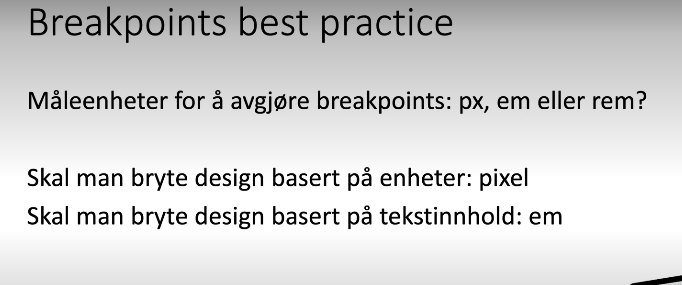 Breakpoints best practice
Måleenheter for å avgjøre breakpoints: px, em eller rem?
Skal man bryte design basert på enheter: pixel
Skal man bryte design basert på tekstinnhold: em